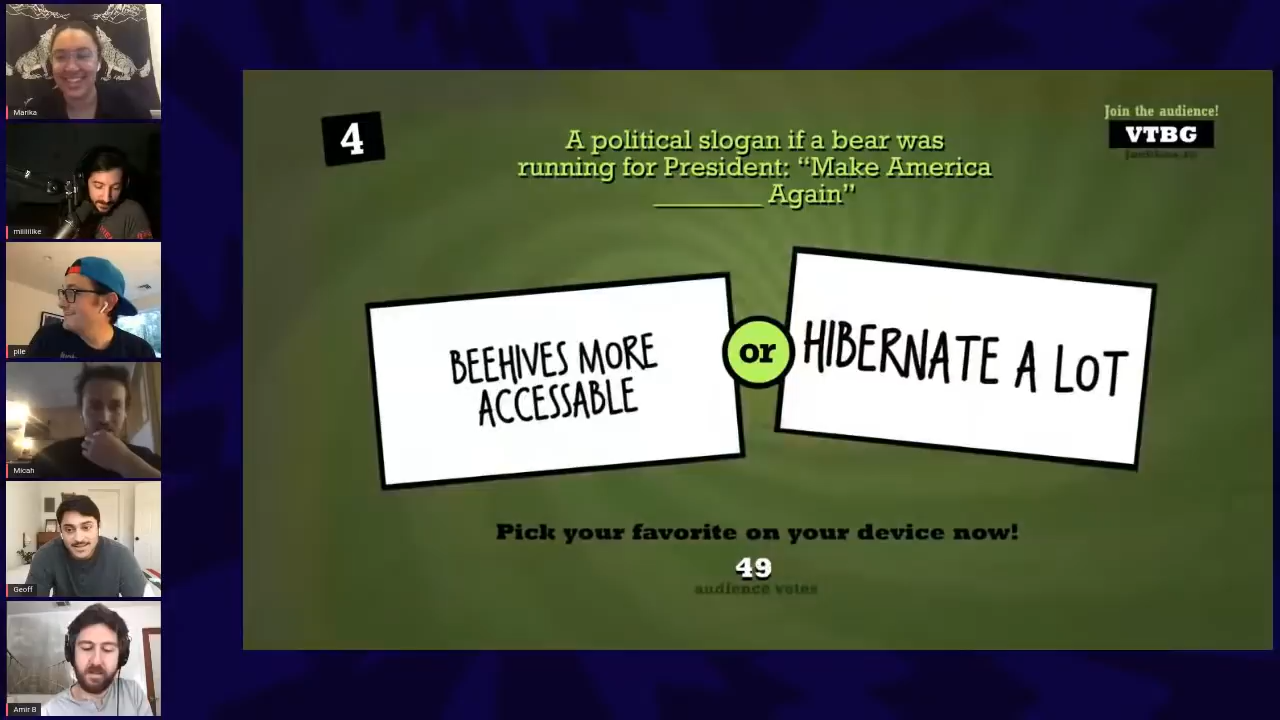 Marika
miiiiiike
pile
Micah
Geoff
Amir B
4
A political slogan if a bear was
running for President: “Make America
________ Again”
Join the audience!
VTBG
BEEHIVES MORE
ACCESSABLE
or
HIBERNATE A LOT
Pick your favorite on your device now!
49
audience votes